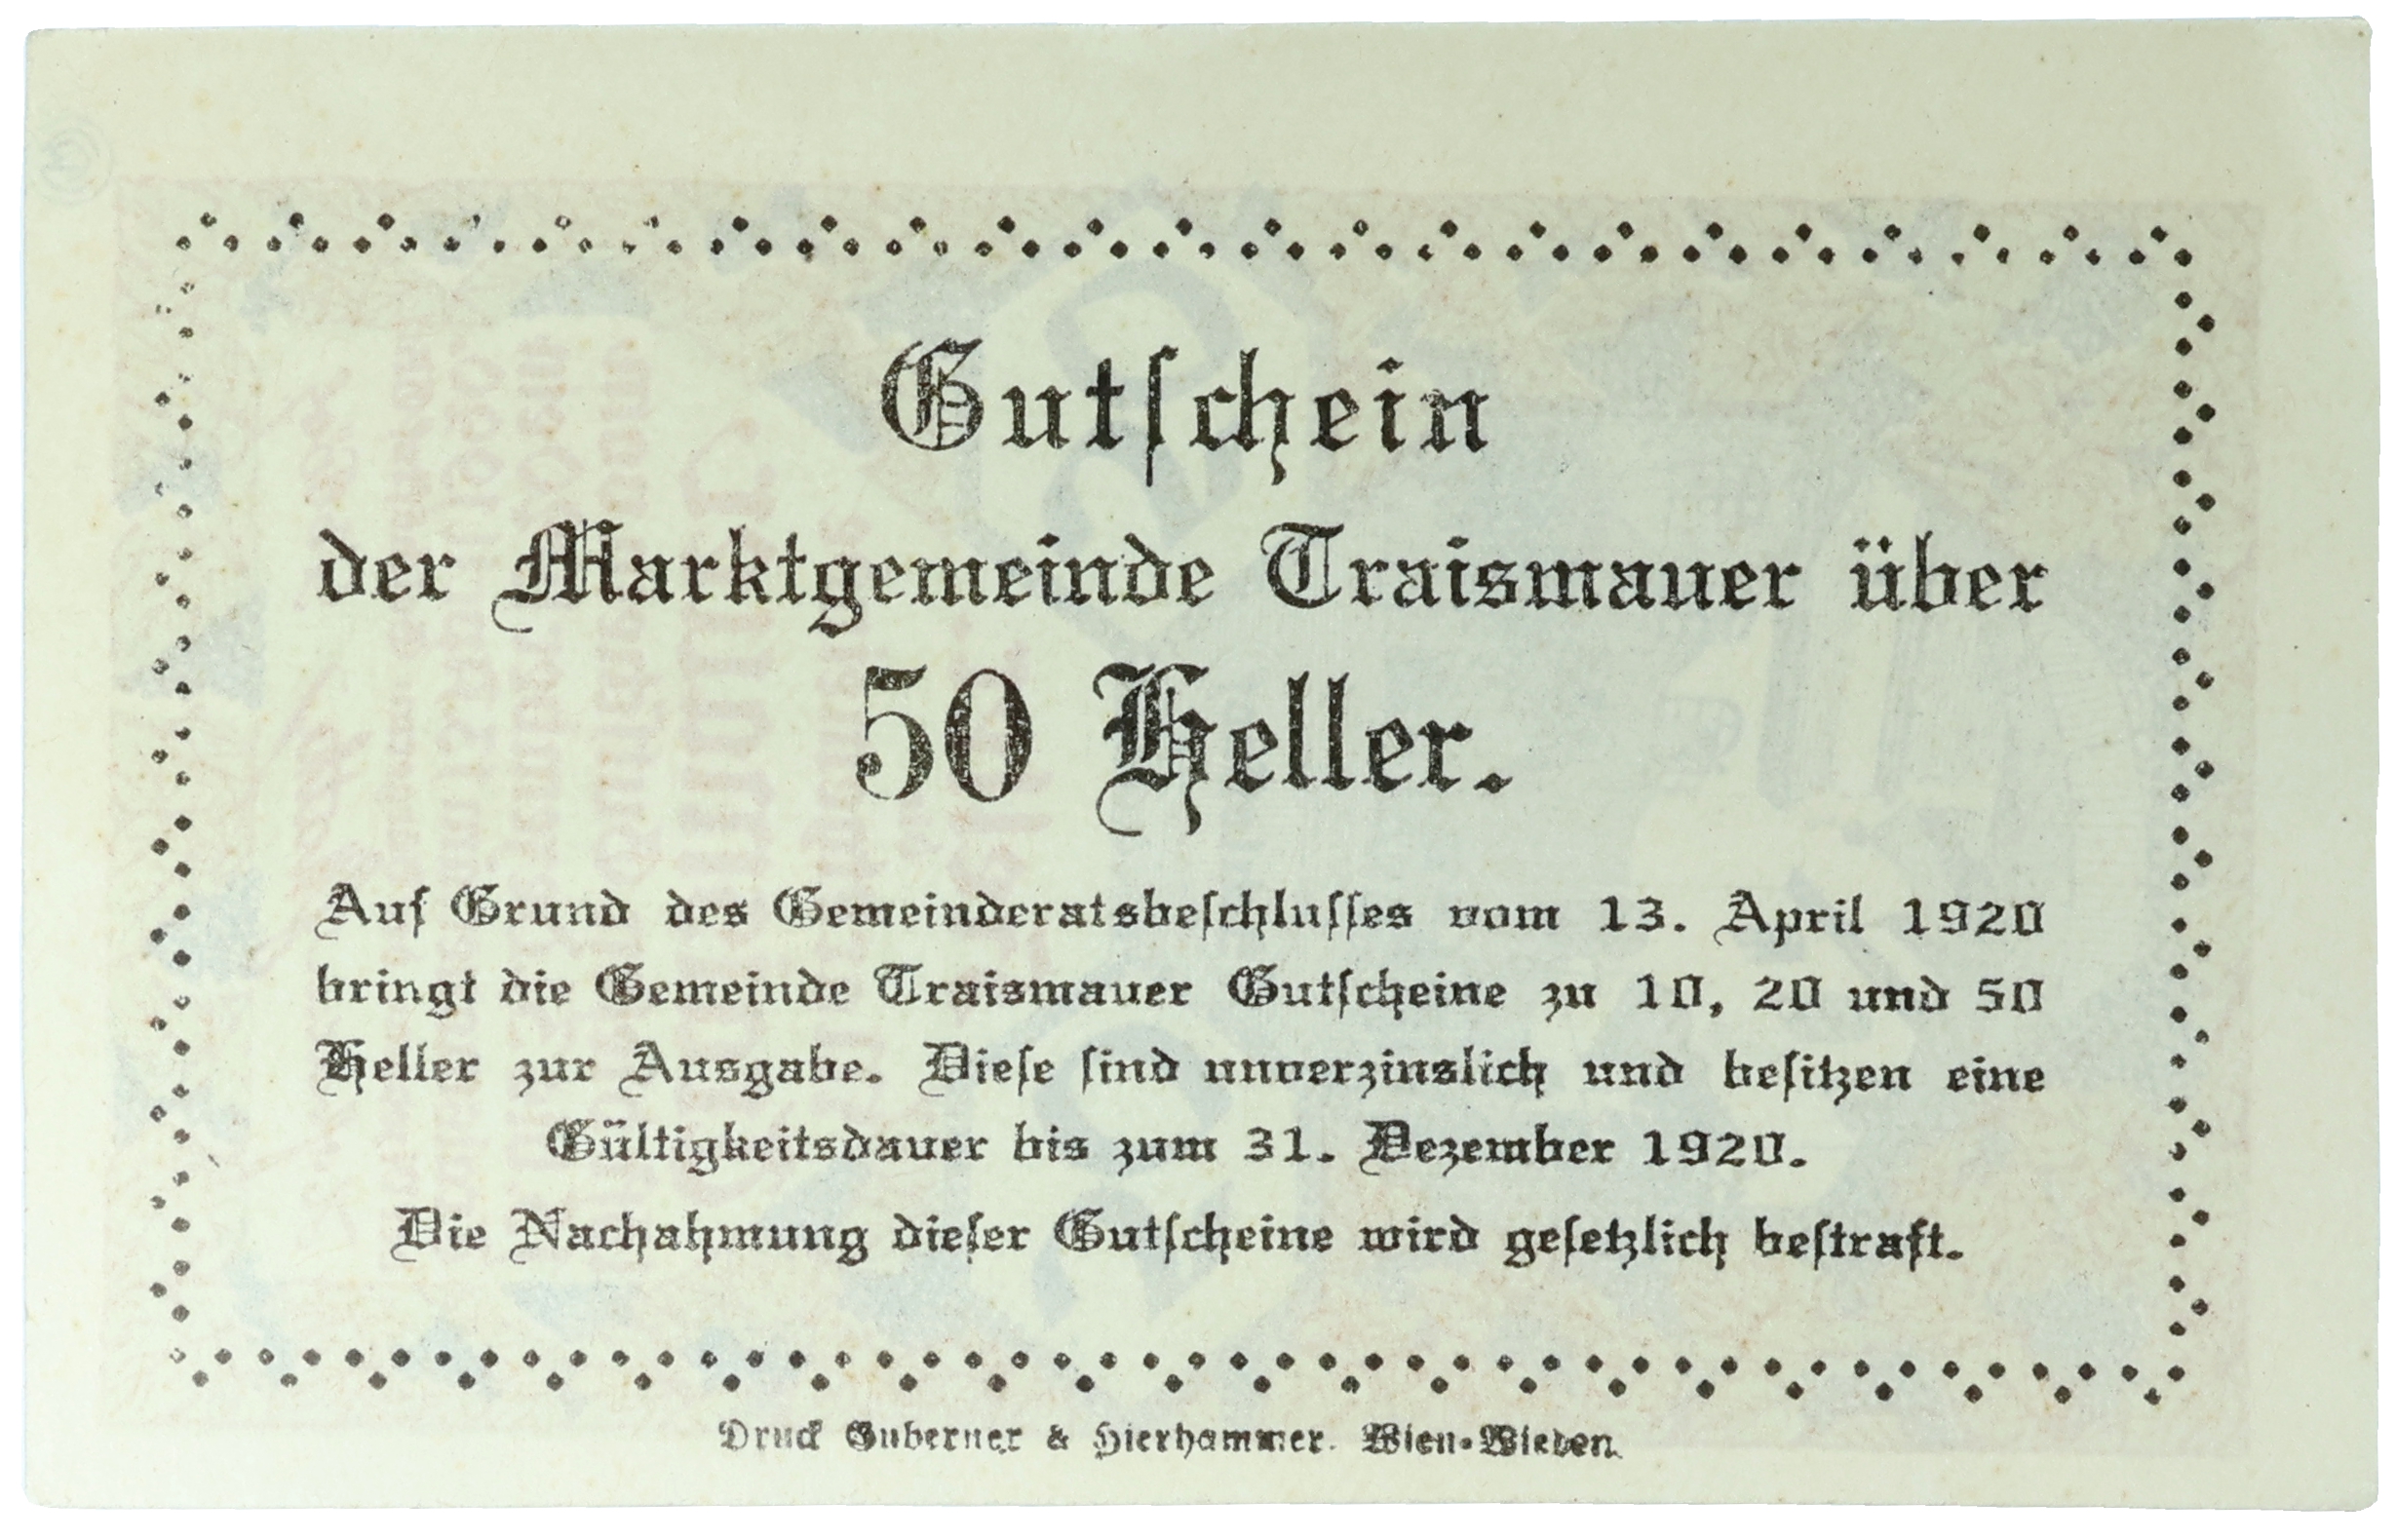 Gutſchein
der Marktgemeinde Traismauer über
50 Heller.
Auf Grund des Gemeinderatsbeſchluſſes vom 13. April 1920
bringt die Gemeinde Traismauer Gutſcheine zu 10, 20 und 50
Heller zur Ausgabe. Dieſe ſind unverzinslich und beſitzen eine
Gültigkeitsdauer bis zum 31. Dezember 1920.
Die Nachahmung dieſer Gutſcheine wird geſetzlich beſtraft.
Druck Guberner & Hierhammer. Wien-Wieden.